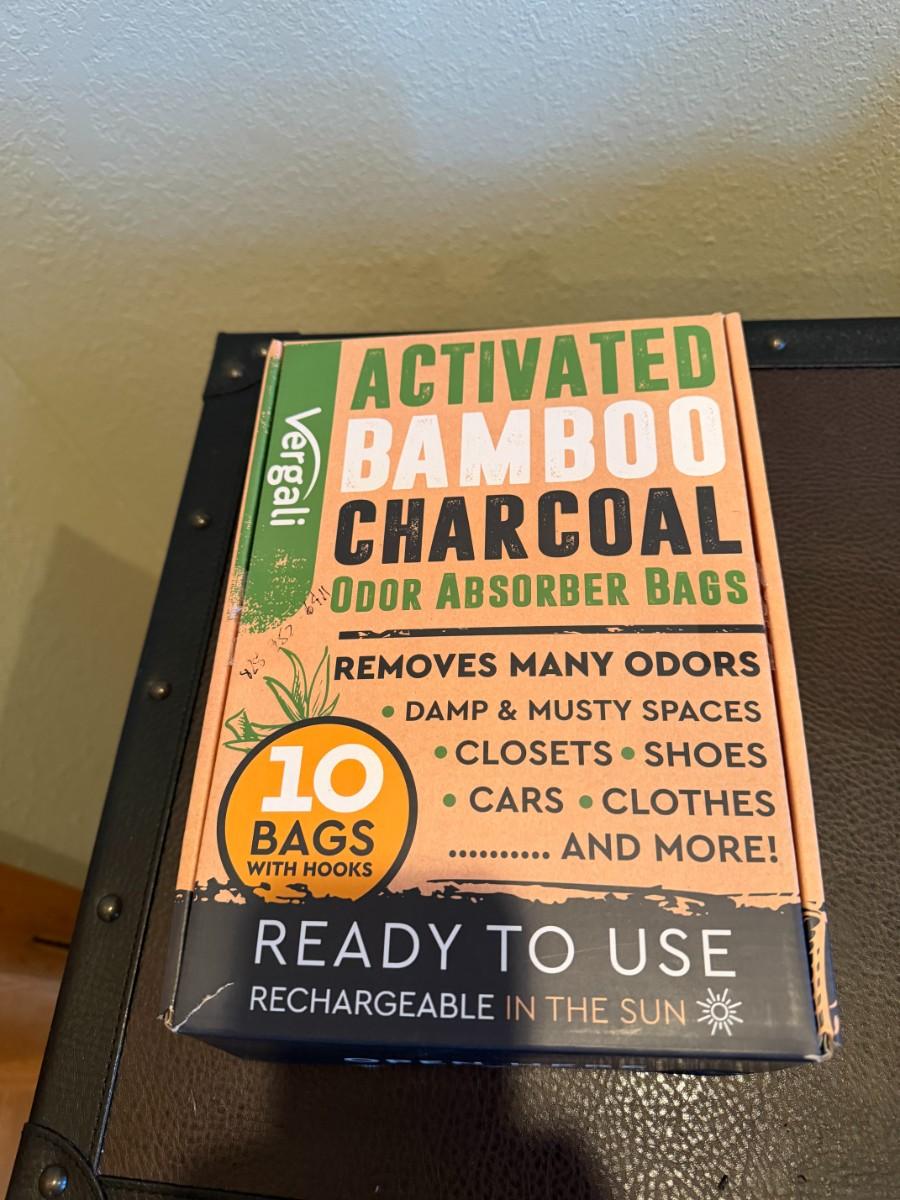 Vergali
ACTIVATED
BAMBOO
CHARCOAL
ODOR ABSORBER BAGS
REMOVES MANY ODORS
• DAMP & MUSTY SPACES
• CLOSETS • SHOES
• CARS • CLOTHES
.......... AND MORE!
10
BAGS
WITH HOOKS
READY TO USE
RECHARGEABLE IN THE SUN